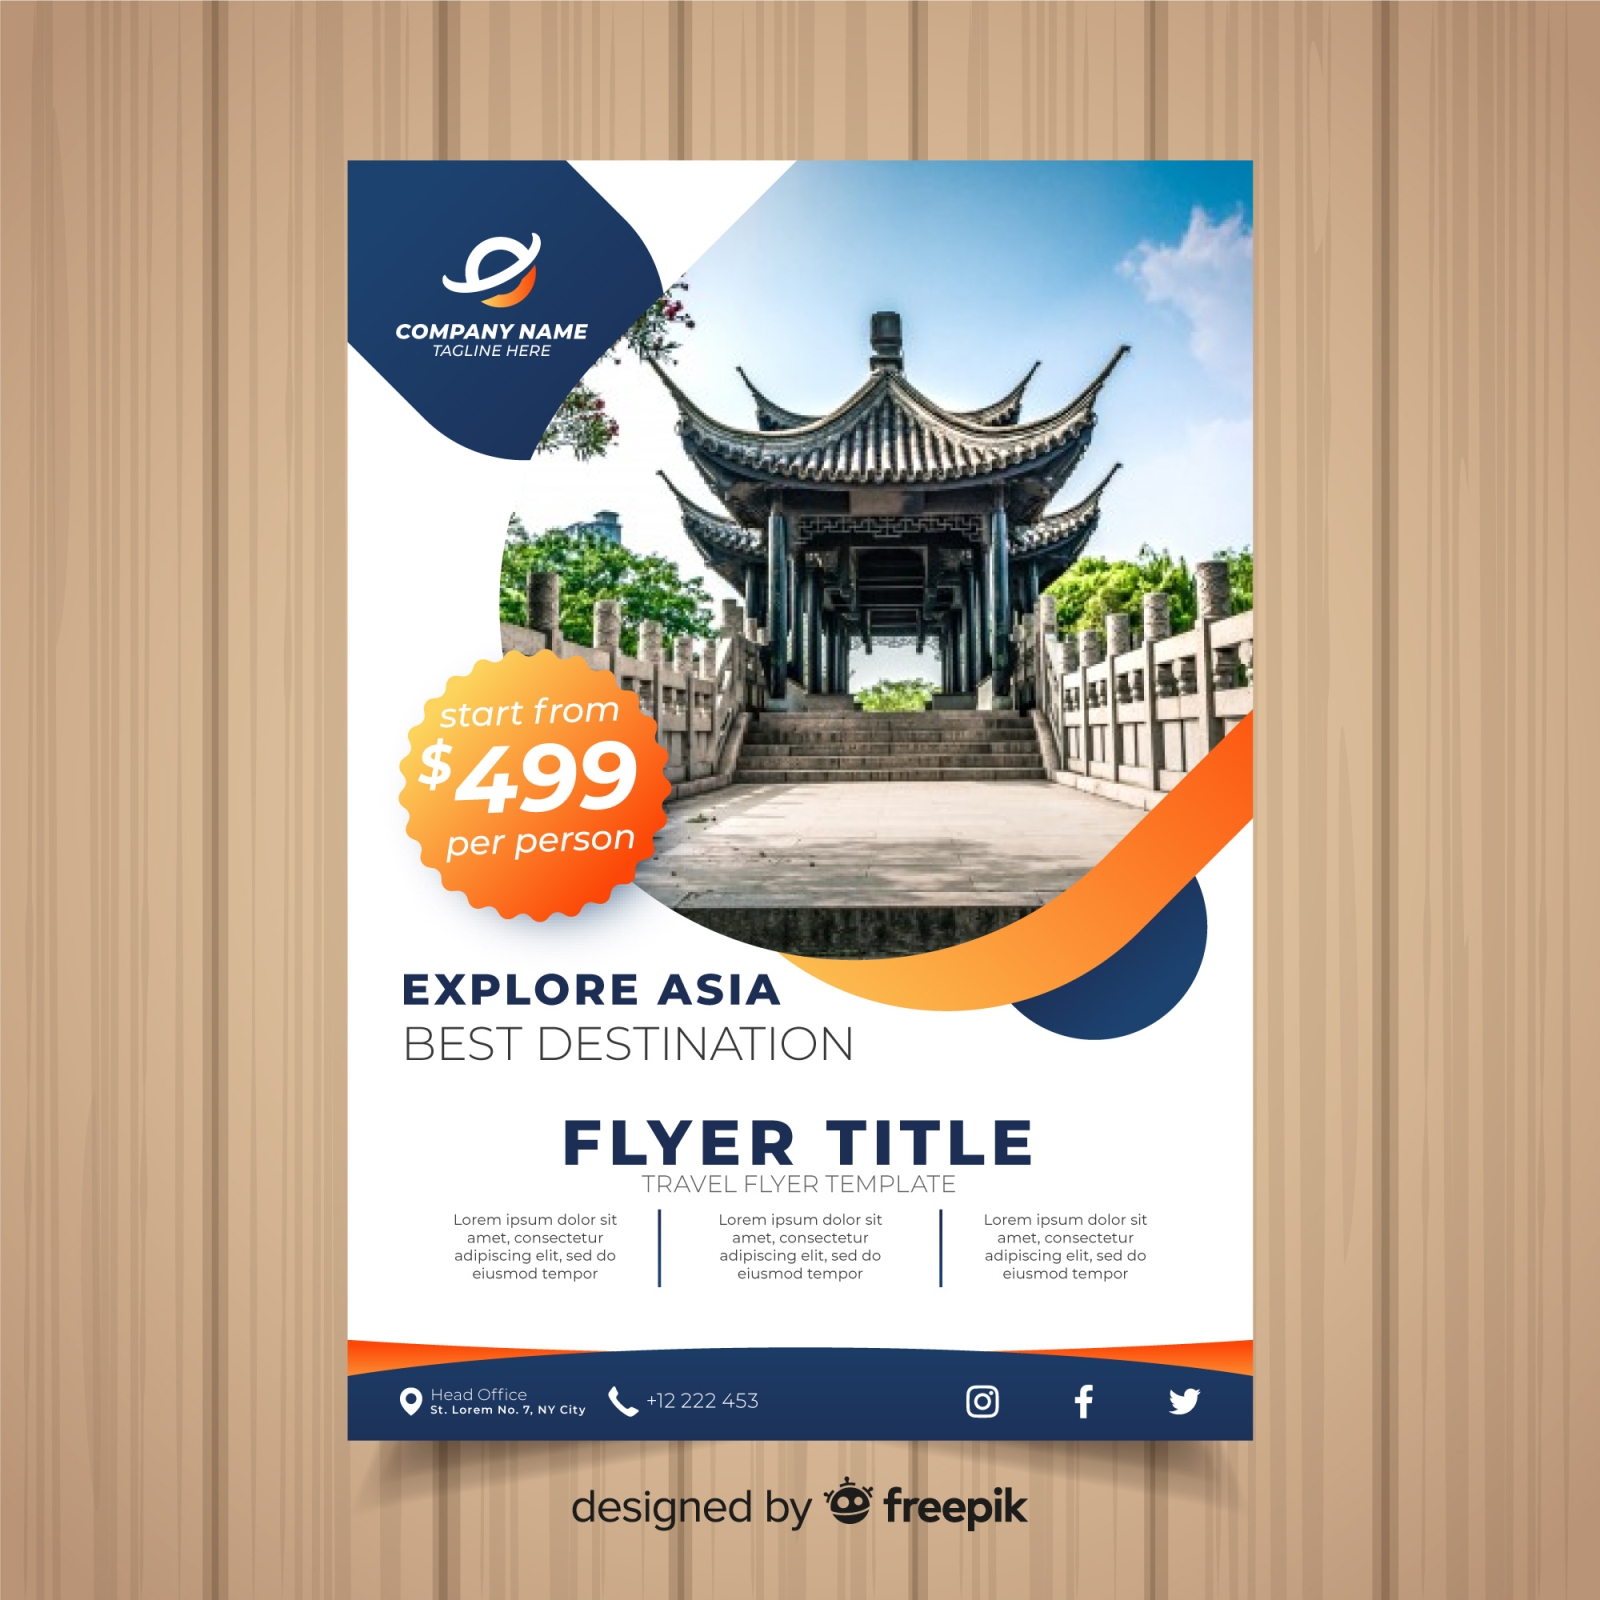 COMPANY NAME
TAGLINE HERE
start from
$499
per person
EXPLORE ASIA
BEST DESTINATION
FLYER TITLE
TRAVEL FLYER TEMPLATE
Lorem ipsum dolor sit
amet, consectetur
adipiscing elit, sed do
eiusmod tempor
Lorem ipsum dolor sit
amet, consectetur
adipiscing elit, sed do
eiusmod tempor
Lorem ipsum dolor sit
amet, consectetur
adipiscing elit, sed do
eiusmod tempor
Head Office
St. Lorem No. 7, NY City
+12 222 453
designed by freepik